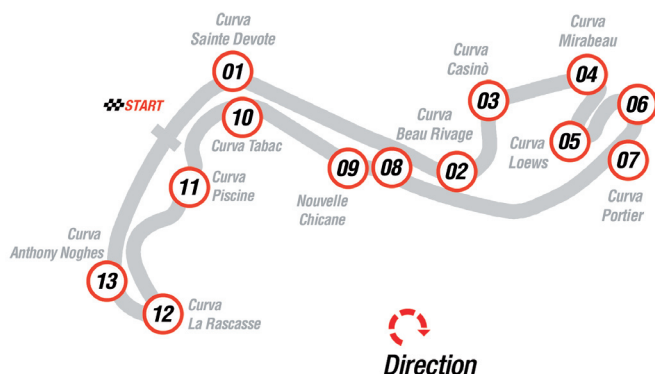 Curva
Sainte Devote
01
START
10
Curva Tabac
11
Curva
Piscine
Curva
Anthony Noghes
13
12
Curva
La Rascasse
09
Nouvelle
Chicane
08
Curva
Beau Rivage
02
Curva
Casinò
03
Curva
Mirabeau
04
05
Curva
Loews
06
07
Curva
Portier
Direction